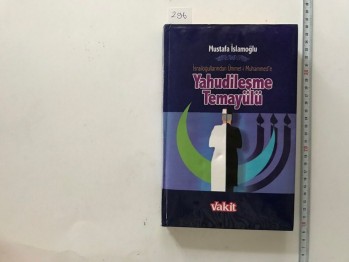 296
Mustafa İslamoğlu
İsrailoğullarından Ümmet-i Muhammed'e
Yahudileşme
Temayülü
Vakit